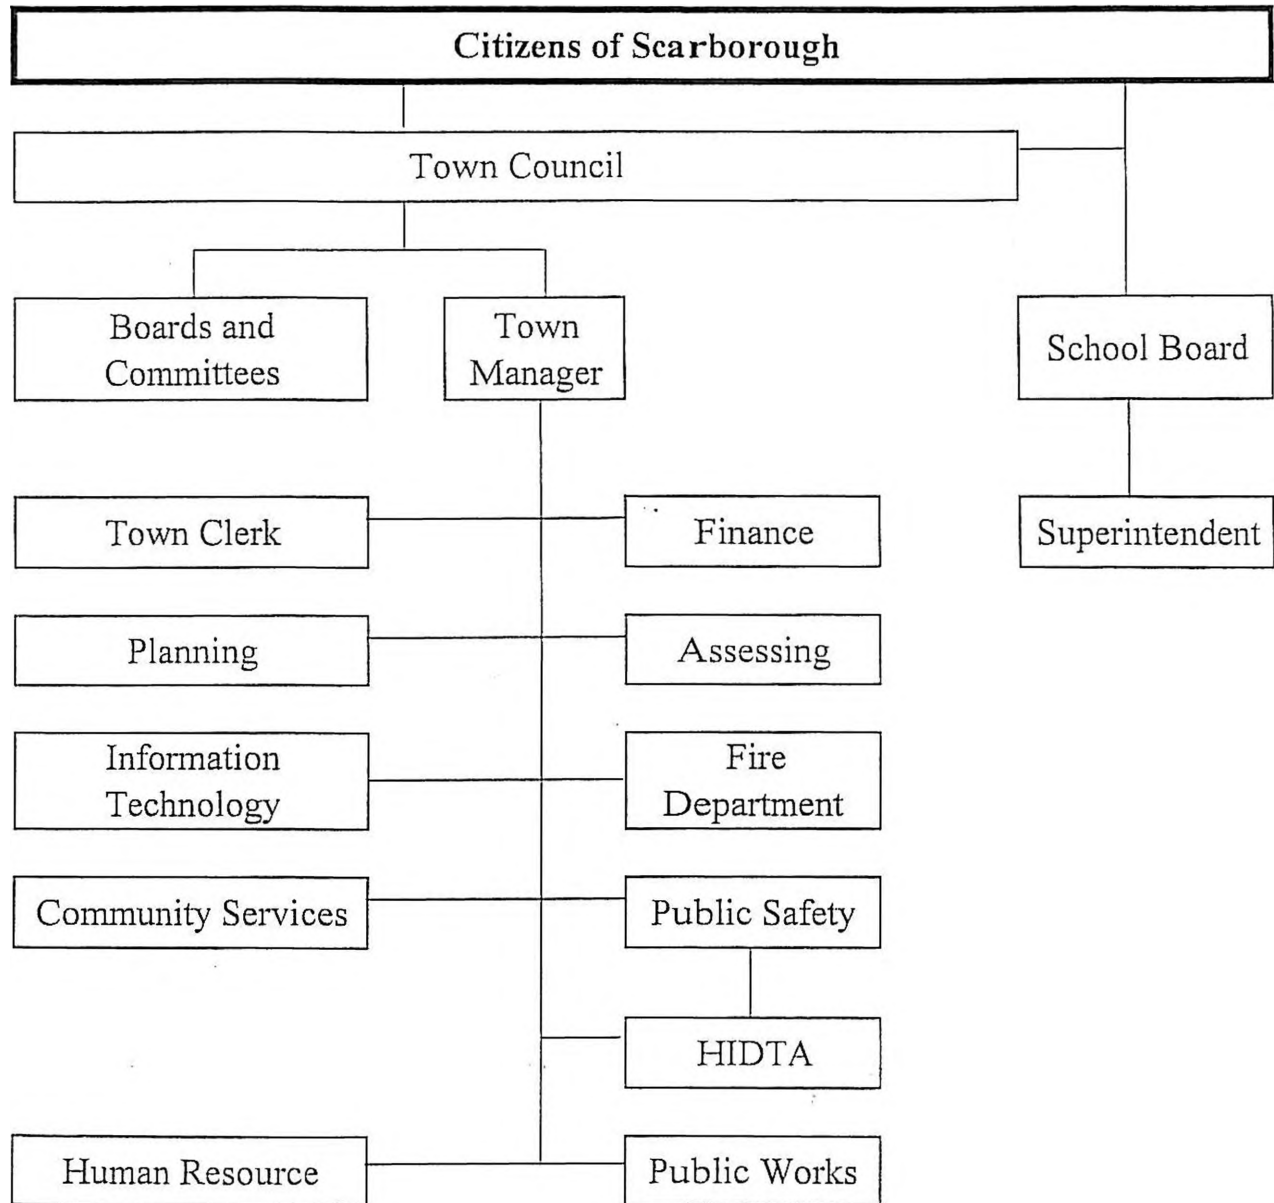 Citizens of Scarborough
Town Council
Boards and
Committees
Town
Manager
School Board
Town Clerk
Finance
Superintendent
Planning
Assessing
Information
Technology
Fire
Department
Community Services
Public Safety
HIDTA
Human Resource
Public Works